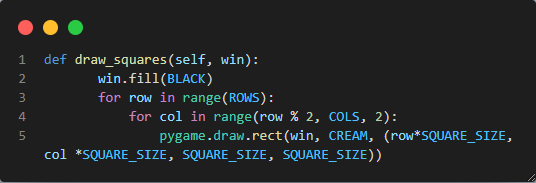 1 def draw_squares(self, win):
2 win.fill(BLACK)
3 for row in range(ROWS):
4 for col in range(row % 2, COLS, 2):
5 pygame.draw.rect(win, CREAM, (row*SQUARE_SIZE,
col *SQUARE_SIZE, SQUARE_SIZE, SQUARE_SIZE))